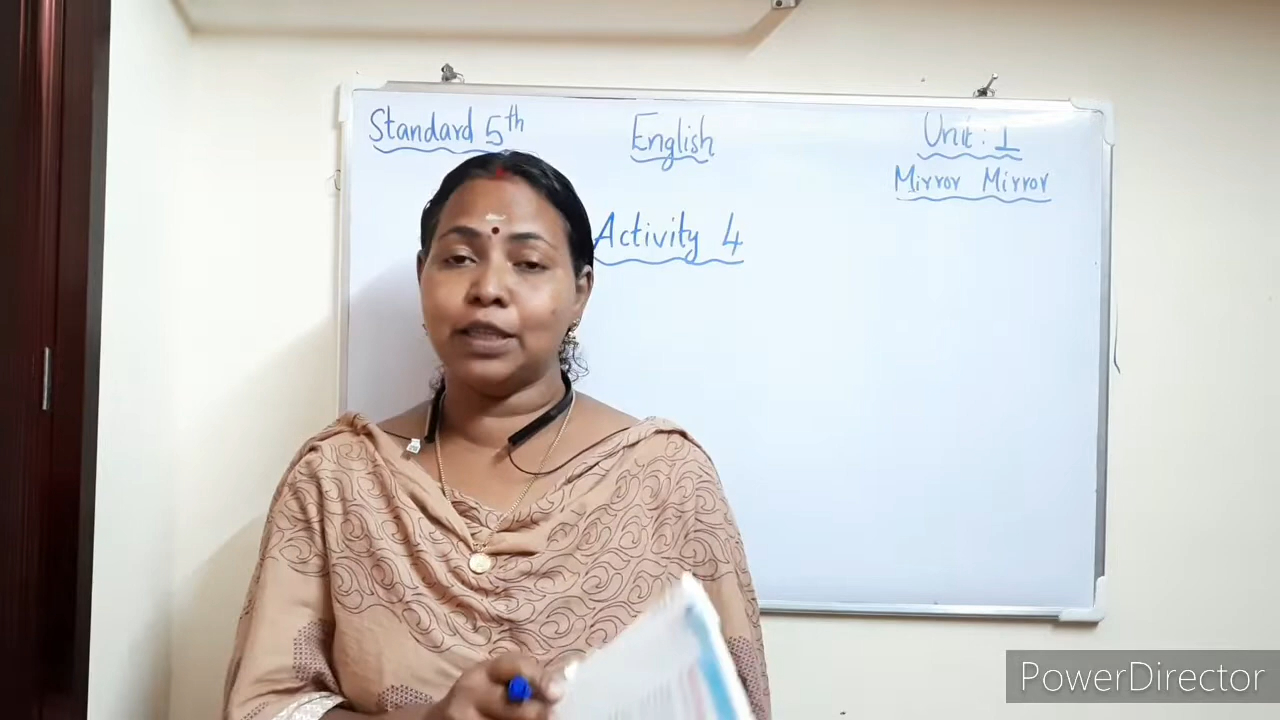 Standard 5th
English
Unit: 1
Mirror Mirror
Activity 4
PowerDirector